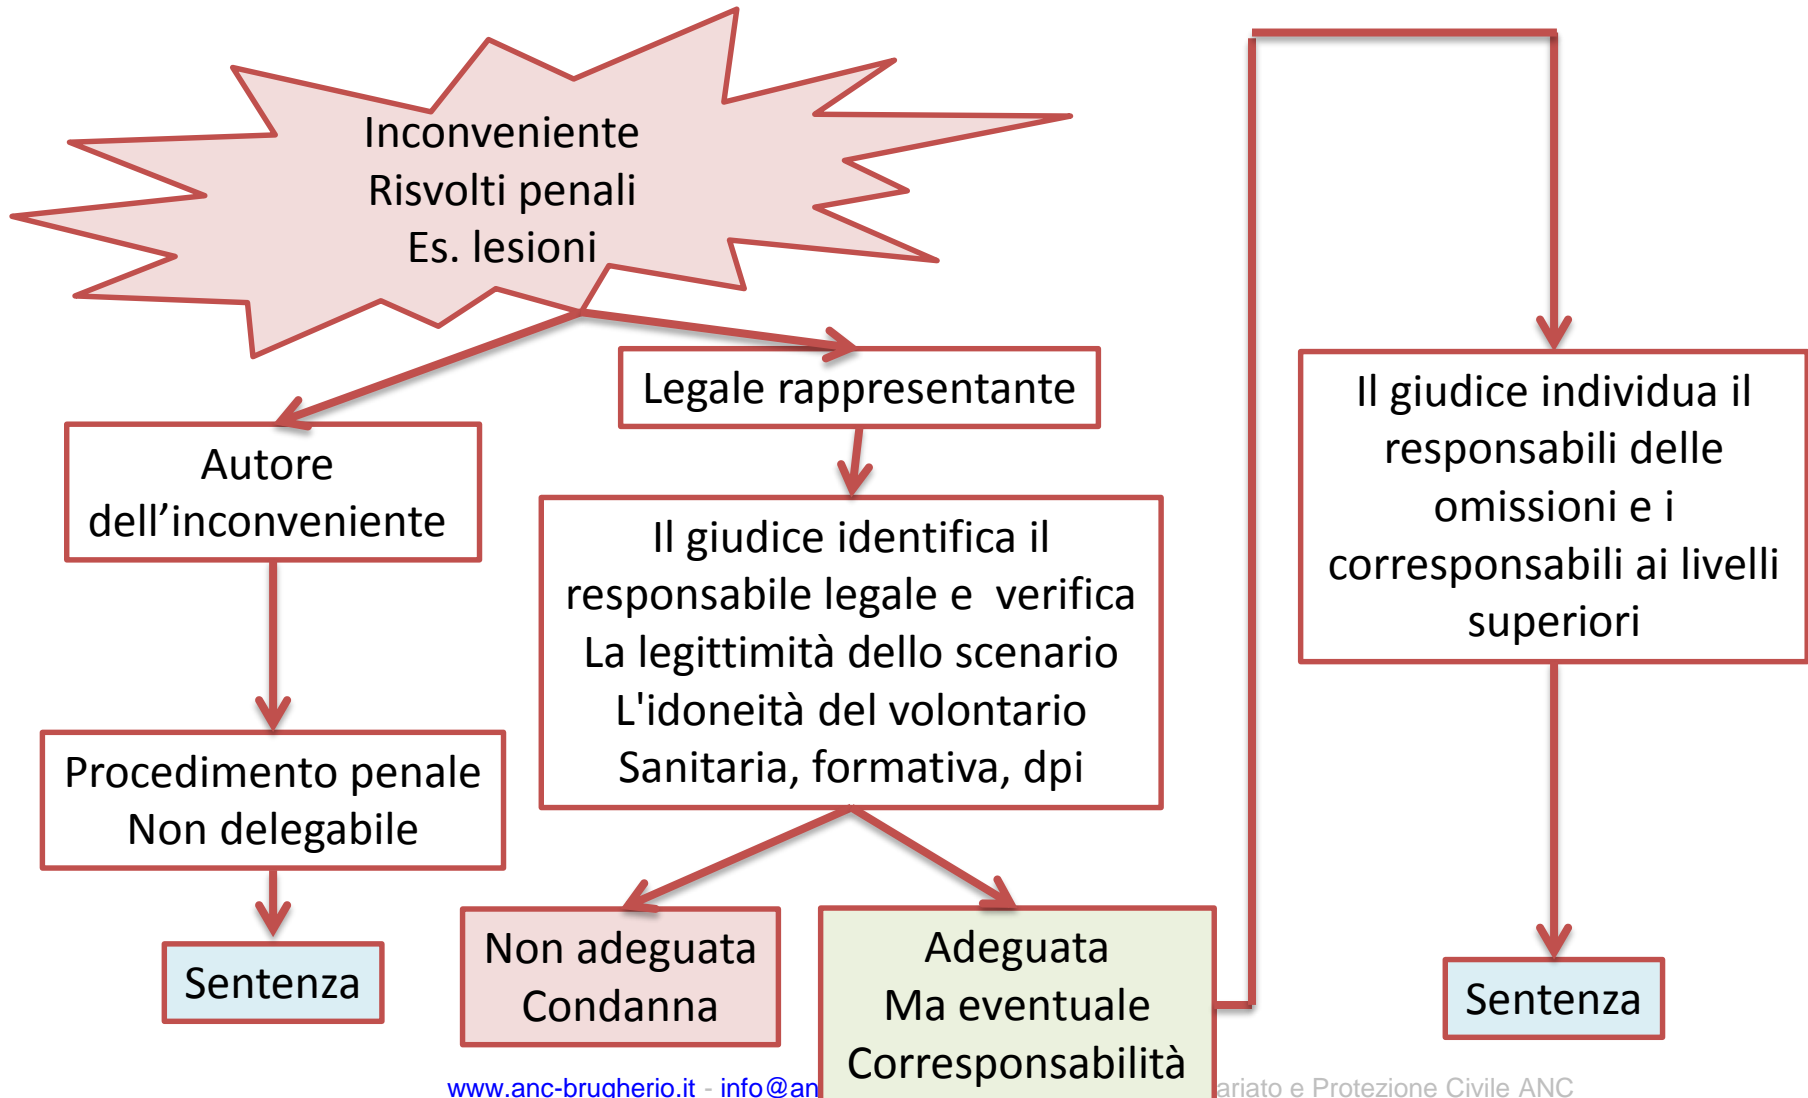 Inconveniente
Risvolti penali
Es. lesioni
Legale rappresentante
Autore
dell’inconveniente
Il giudice identifica il
responsabile legale e  verifica
La legittimità dello scenario
L'idoneità del volontario
Sanitaria, formativa, dpi
Procedimento penale
Non delegabile
Sentenza
Non adeguata
Condanna
Adeguata
Ma eventuale
Corresponsabilità
Il giudice individua il
responsabili delle
omissioni e i
corresponsabili ai livelli
superiori
Sentenza
www.anc-brugherio.it - info@an
ariato e Protezione Civile ANC